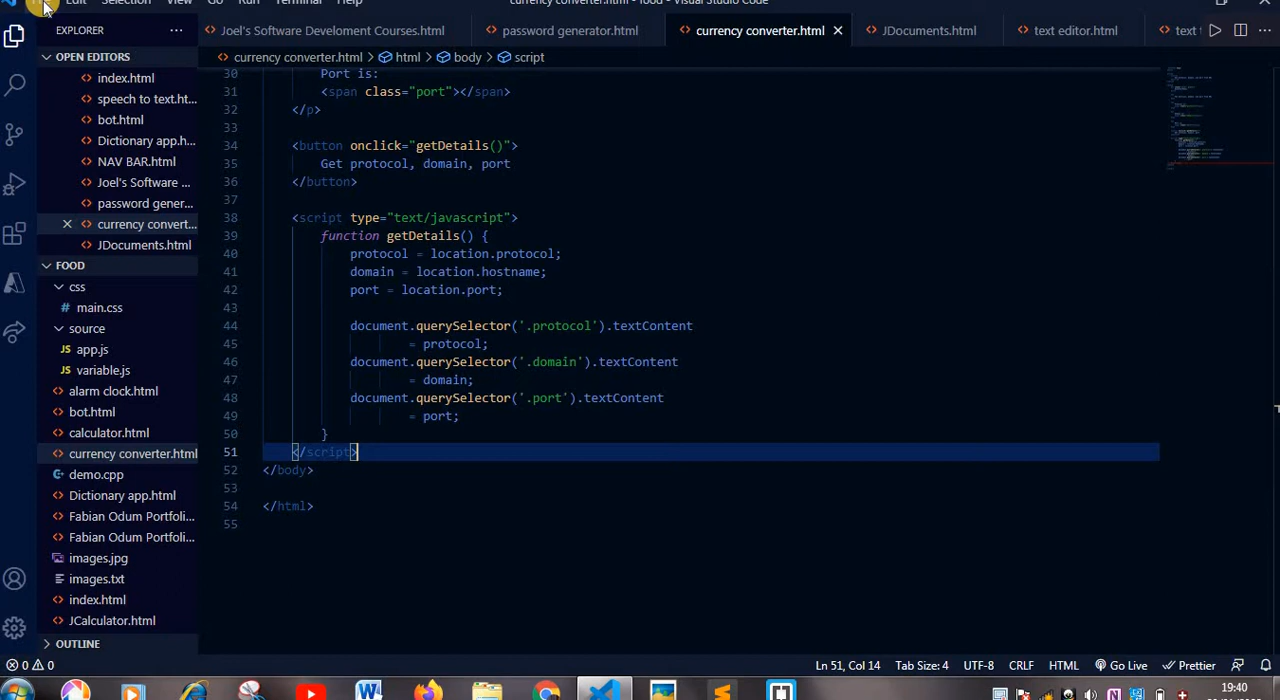 File Edit Selection View Go Run Terminal Help currency converter.html - food - Visual Studio Code
EXPLORER
Joel's Software Develoment Courses.html password generator.html currency converter.html JDocuments.html text editor.html text
OPEN EDITORS
currency converter.html > html > body > script
index.html
speech to text.ht...
bot.html
Dictionary app.h...
NAV BAR.html
Joel's Software ...
password gener...
currency convert...
JDocuments.html
FOOD
css
main.css
source
app.js
variable.js
alarm clock.html
bot.html
calculator.html
currency converter.html
demo.cpp
Dictionary app.html
Fabian Odum Portfoli...
Fabian Odum Portfoli...
images.jpg
images.txt
index.html
JCalculator.html
OUTLINE
30 Port is:
31 <span class="port"></span>
32 </p>
33
34 <button onclick="getDetails()">
35 Get protocol, domain, port
36 </button>
37
38 <script type="text/javascript">
39 function getDetails() {
40 protocol = location.protocol;
41 domain = location.hostname;
42 port = location.port;
43
44 document.querySelector('.protocol').textContent
45 = protocol;
46 document.querySelector('.domain').textContent
47 = domain;
48 document.querySelector('.port').textContent
49 = port;
50 }
51 </script>
52 </body>
53
54 </html>
55
0 0 Ln 51, Col 14 Tab Size: 4 UTF-8 CRLF HTML Go Live Prettier
19:40